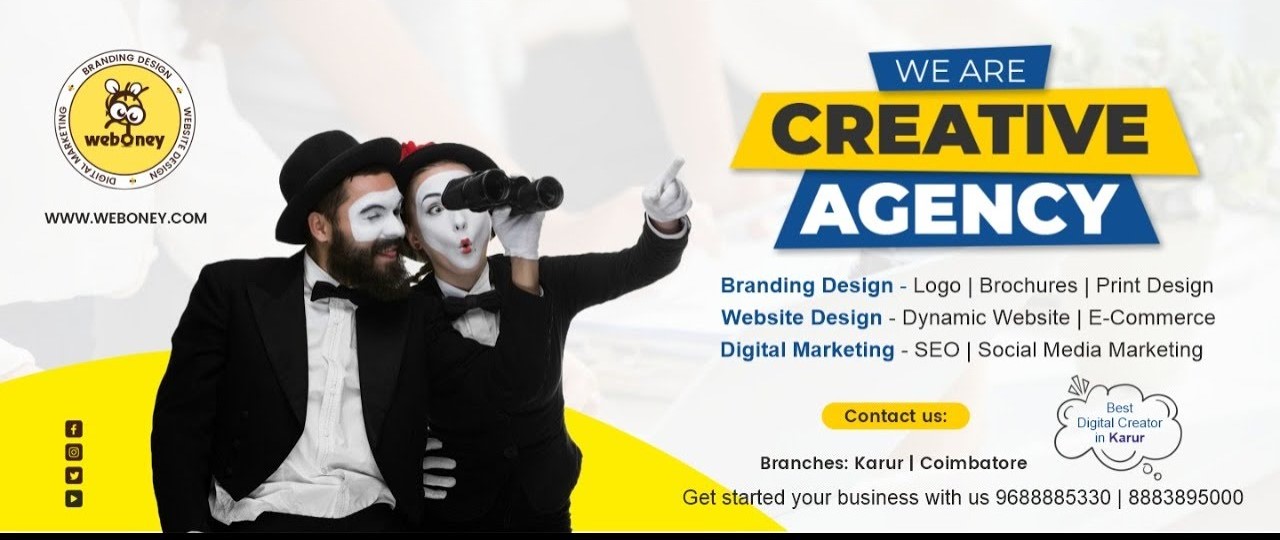 BRANDING DESIGN
WEBSITE DESIGN
DIGITAL MARKETING
weboney
WWW.WEBONEY.COM
WE ARE
CREATIVE
AGENCY
Branding Design - Logo | Brochures | Print Design
Website Design - Dynamic Website | E-Commerce
Digital Marketing - SEO | Social Media Marketing
Contact us:
Best
Digital Creator
in Karur
Branches: Karur | Coimbatore
Get started your business with us 9688885330 | 8883895000